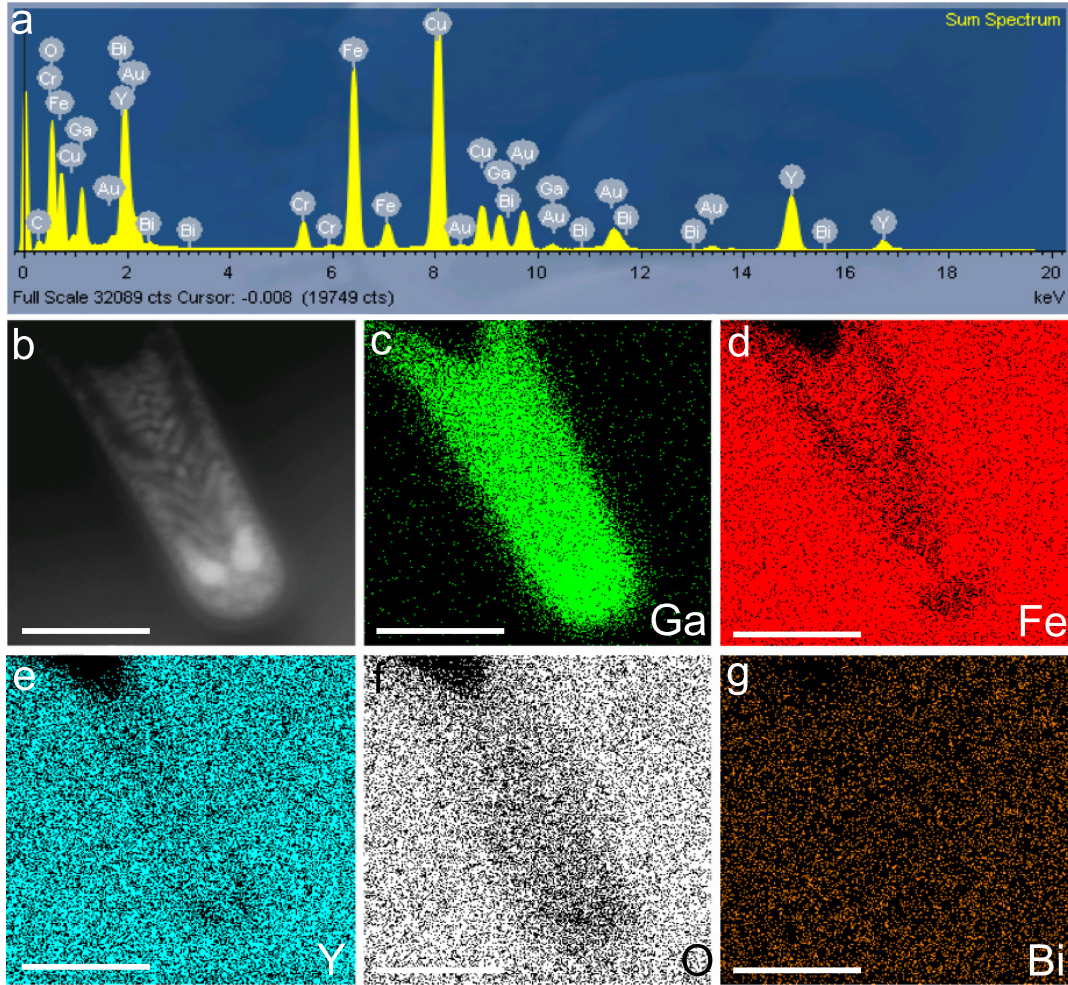 a
Sum Spectrum
O
Cr
Fe
C
Cu
Ga
Au
Bi
Au
Y
Bi
Bi
Cr
Cr
Fe
Fe
Cu
Au
Cu
Ga
Bi
Au
Ga
Au
Bi
Au
Bi
Bi
Au
Y
Bi
Y
0 2 4 6 8 10 12 14 16 18 20
Full Scale 32089 cts Cursor: -0.008 (19749 cts) keV
b
c
Ga
d
Fe
e
Y
f
O
g
Bi